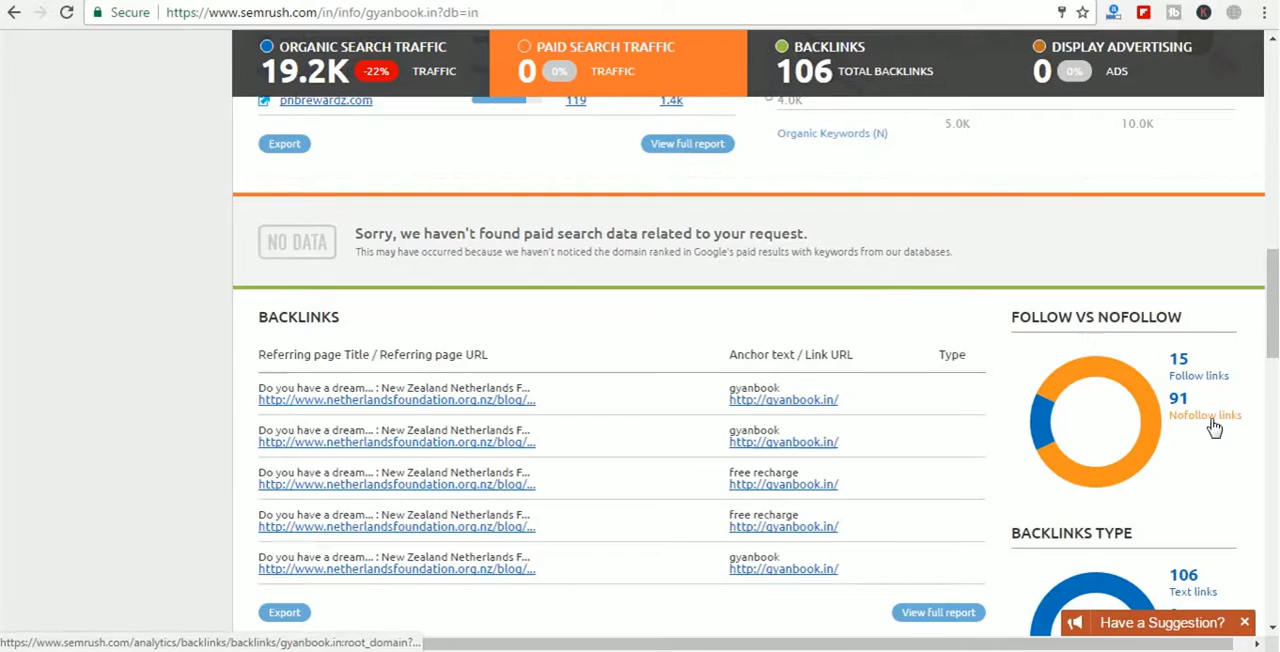 Secure https://www.semrush.com/in/info/gyanbook.in?db=in
ORGANIC SEARCH TRAFFIC
19.2K -22% TRAFFIC
PAID SEARCH TRAFFIC
0 0% TRAFFIC
BACKLINKS
106 TOTAL BACKLINKS
DISPLAY ADVERTISING
0 0% ADS
pnbrewardz.com 119 1.4k
4.0K
5.0K 10.0K
Organic Keywords (N)
Export View full report
NO DATA
Sorry, we haven't found paid search data related to your request.
This may have occurred because we haven't noticed the domain ranked in Google's paid results with keywords from our databases.
BACKLINKS
Referring page Title / Referring page URL Anchor text / Link URL Type
Do you have a dream... : New Zealand Netherlands F... gyanbook
http://www.netherlandsfoundation.org.nz/blog/... http://gyanbook.in/
Do you have a dream... : New Zealand Netherlands F... gyanbook
http://www.netherlandsfoundation.org.nz/blog/... http://gyanbook.in/
Do you have a dream... : New Zealand Netherlands F... free recharge
http://www.netherlandsfoundation.org.nz/blog/... http://gyanbook.in/
Do you have a dream... : New Zealand Netherlands F... free recharge
http://www.netherlandsfoundation.org.nz/blog/... http://gyanbook.in/
Do you have a dream... : New Zealand Netherlands F... gyanbook
http://www.netherlandsfoundation.org.nz/blog/... http://gyanbook.in/
Export View full report
FOLLOW VS NOFOLLOW
15
Follow links
91
Nofollow links
BACKLINKS TYPE
106
Text links
Have a Suggestion?
https://www.semrush.com/analytics/backlinks/backlinks/gyanbook.in:root_domain?...